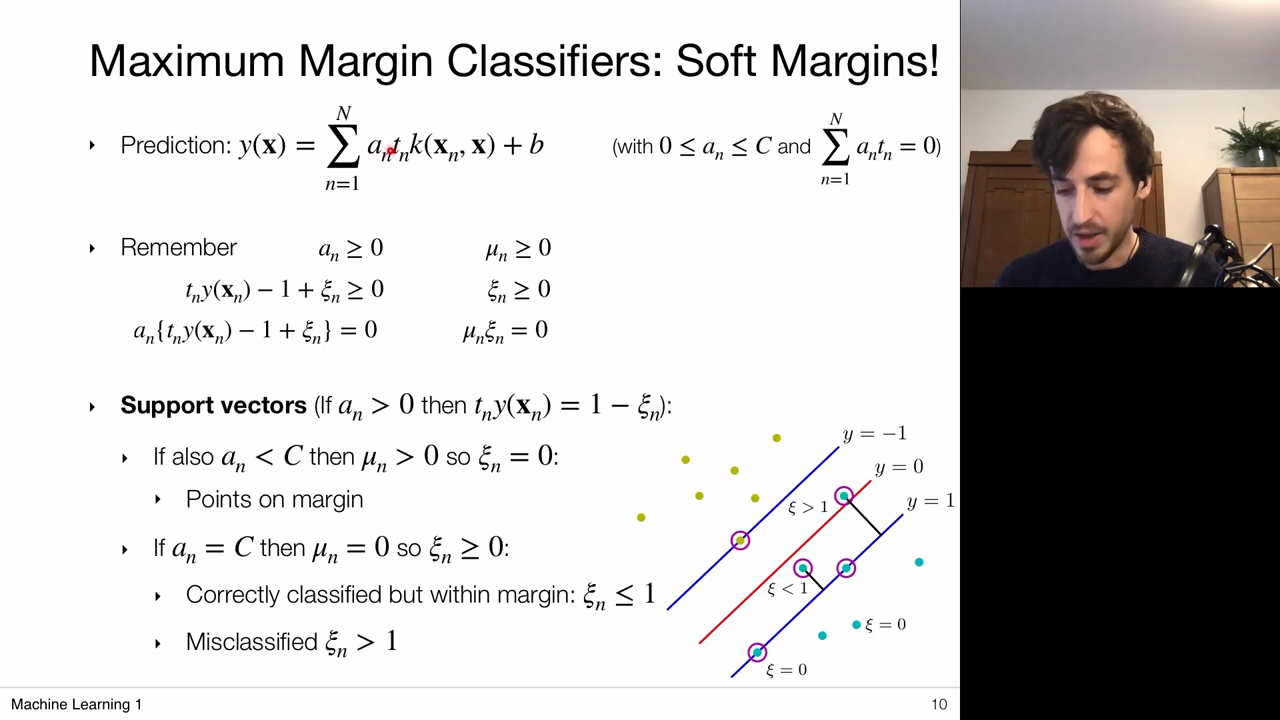 Maximum Margin Classifiers: Soft Margins!
‣ Prediction: y(x) = ∑_{n=1}^{N} a_n t_n k(x_n, x) + b (with 0 ≤ a_n ≤ C and ∑_{n=1}^{N} a_n t_n = 0)
‣ Remember a_n ≥ 0 μ_n ≥ 0
t_n y(x_n) − 1 + ξ_n ≥ 0 ξ_n ≥ 0
a_n{t_n y(x_n) − 1 + ξ_n} = 0 μ_n ξ_n = 0
‣ Support vectors (If a_n > 0 then t_n y(x_n) = 1 − ξ_n):
‣ If also a_n < C then μ_n > 0 so ξ_n = 0:
‣ Points on margin
‣ If a_n = C then μ_n = 0 so ξ_n ≥ 0:
‣ Correctly classified but within margin: ξ_n ≤ 1
‣ Misclassified ξ_n > 1
y = −1
y = 0
y = 1
ξ > 1
ξ < 1
ξ = 0
ξ = 0
Machine Learning 1
10